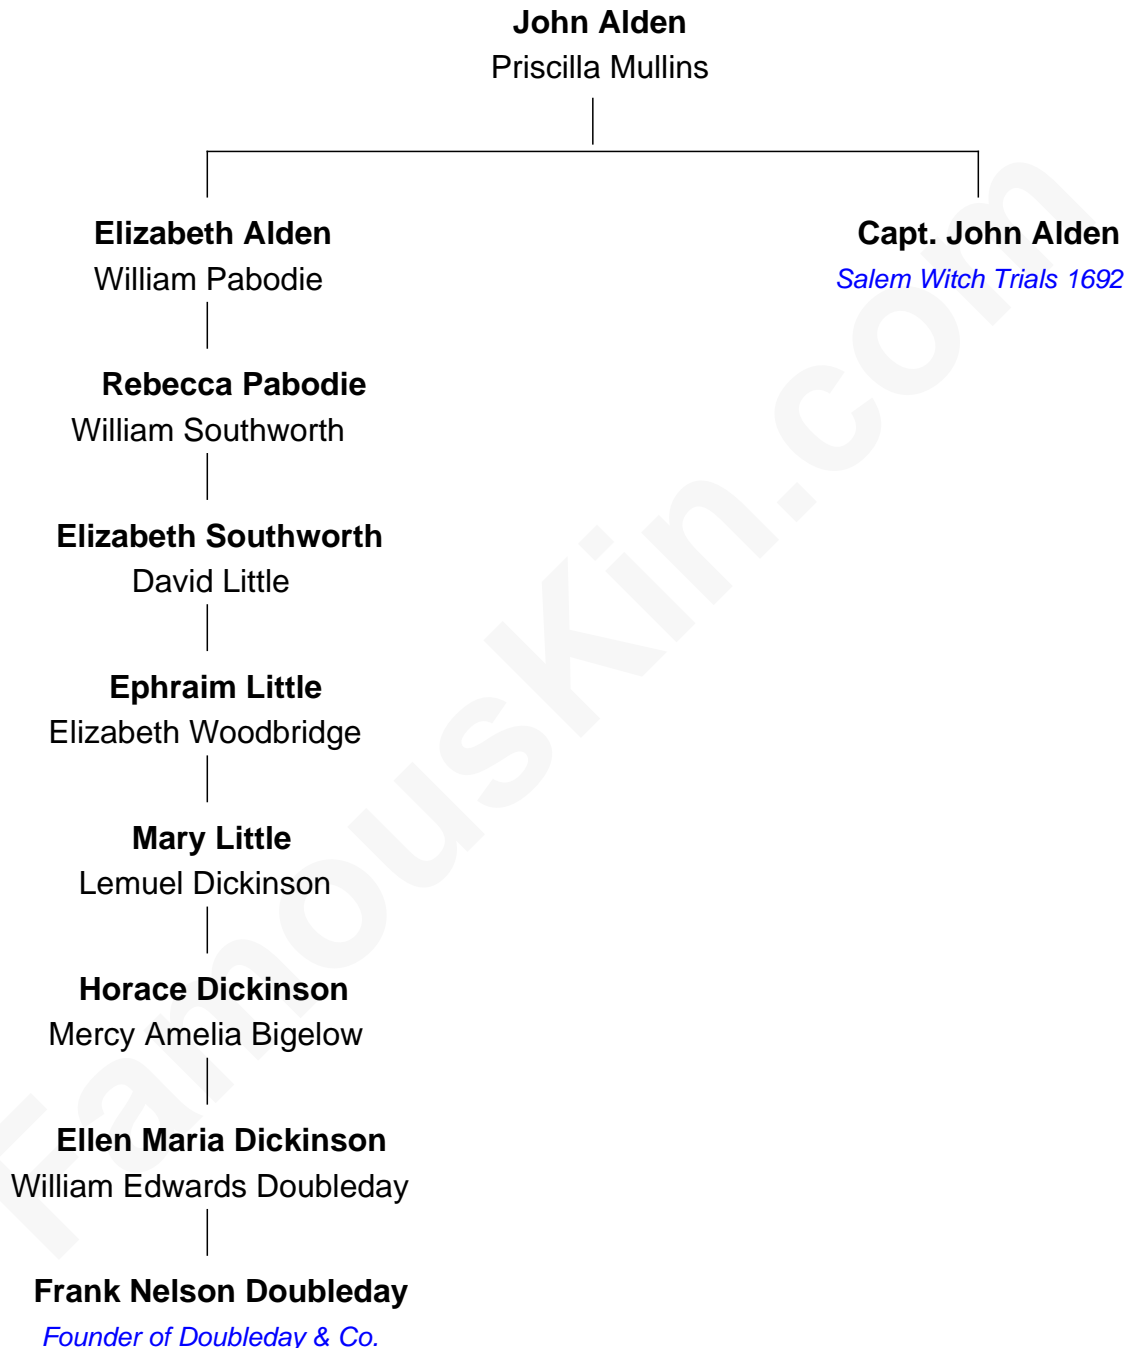 John Alden
Priscilla Mullins
Elizabeth Alden
William Pabodie
Capt. John Alden
Salem Witch Trials 1692
Rebecca Pabodie
William Southworth
Elizabeth Southworth
David Little
Ephraim Little
Elizabeth Woodbridge
Mary Little
Lemuel Dickinson
Horace Dickinson
Mercy Amelia Bigelow
Ellen Maria Dickinson
William Edwards Doubleday
Frank Nelson Doubleday
Founder of Doubleday & Co.
FamousKin.com